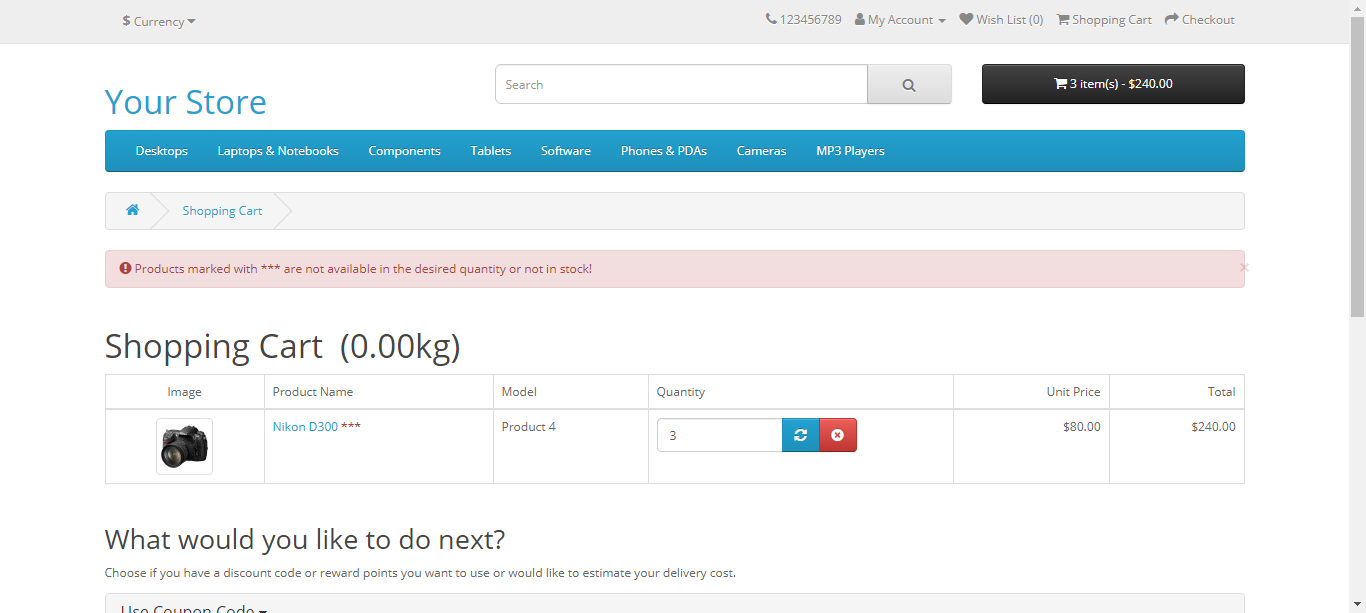 $ Currency
123456789 My Account Wish List (0) Shopping Cart Checkout
Your Store
Search
3 item(s) - $240.00
Desktops Laptops & Notebooks Components Tablets Software Phones & PDAs Cameras MP3 Players
Shopping Cart
Products marked with *** are not available in the desired quantity or not in stock!
×
Shopping Cart (0.00kg)
Image Product Name Model Quantity Unit Price Total
Nikon D300 *** Product 4 3 $80.00 $240.00
What would you like to do next?
Choose if you have a discount code or reward points you want to use or would like to estimate your delivery cost.
Use Coupon Code